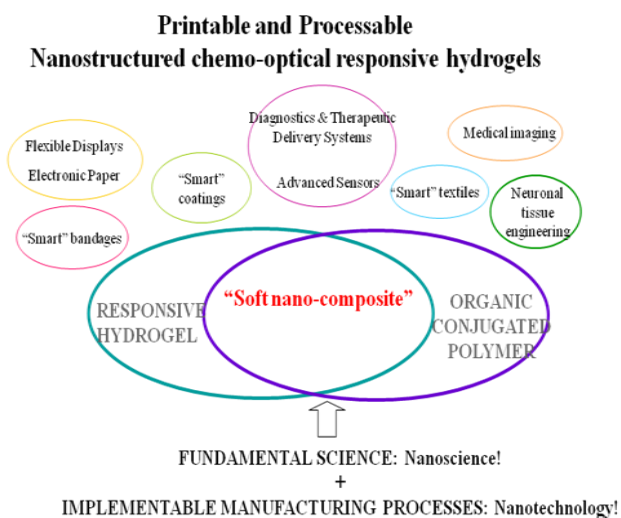 Printable and Processable
Nanostructured chemo-optical responsive hydrogels
Diagnostics & Therapeutic
Delivery Systems
Advanced Sensors
Medical imaging
Flexible Displays
Electronic Paper
“Smart”
coatings
“Smart” textiles
Neuronal
tissue
engineering
“Smart” bandages
RESPONSIVE
HYDROGEL
“Soft nano-composite”
ORGANIC
CONJUGATED
POLYMER
FUNDAMENTAL SCIENCE: Nanoscience!
+
IMPLEMENTABLE MANUFACTURING PROCESSES: Nanotechnology!